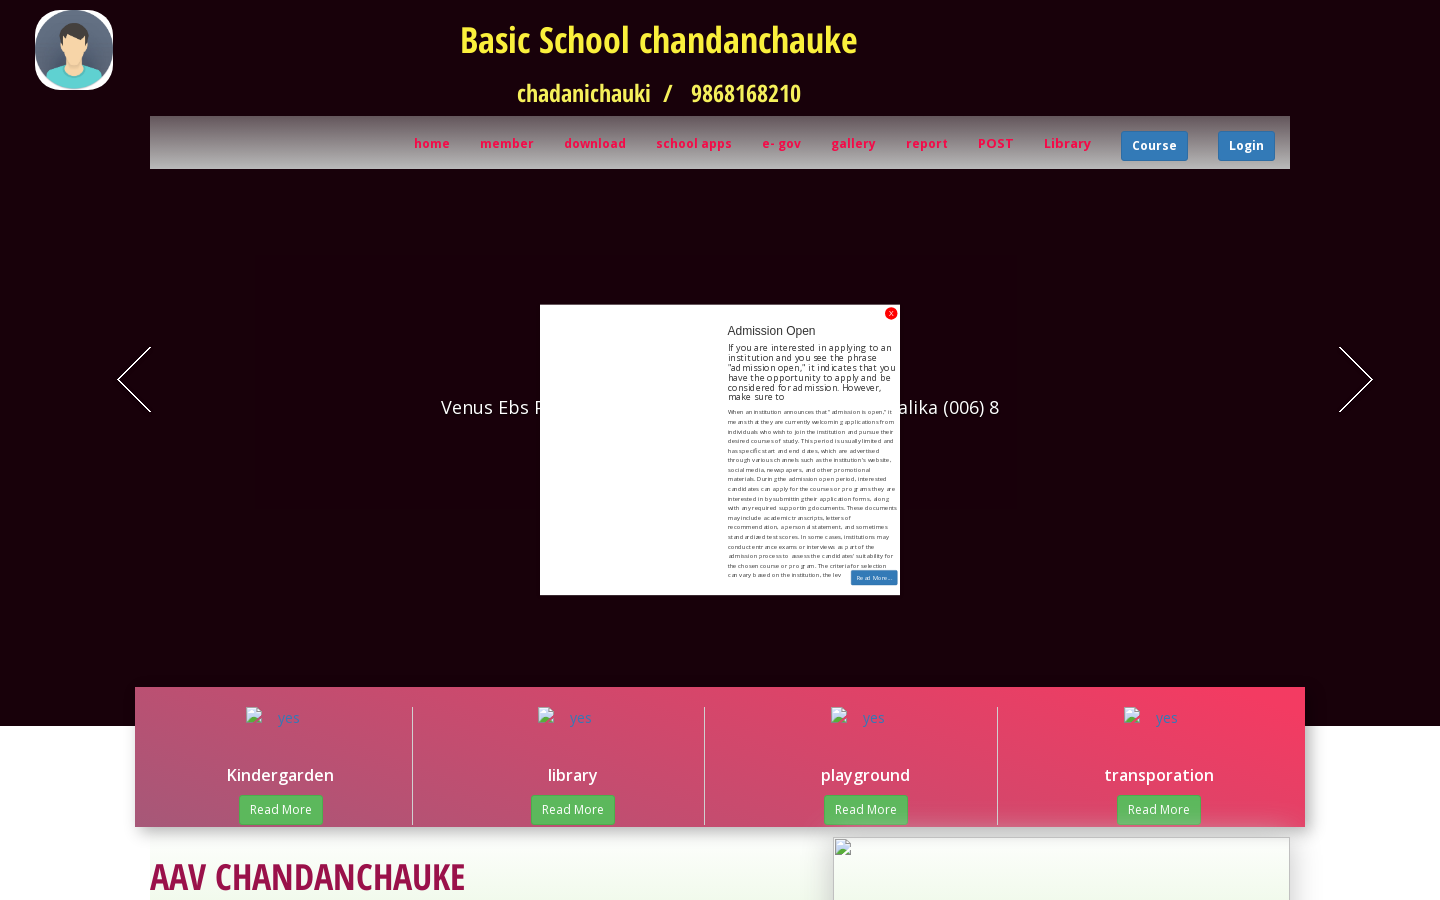 Basic School chandanchauke
chadanichauki / 9868168210
home member download school apps e- gov gallery report POST Library Course Login
X
Admission Open
If you are interested in applying to an
institution and you see the phrase
"admission open," it indicates that you
have the opportunity to apply and be
considered for admission. However,
make sure to
Venus Ebs
alika (006) 8
When an institution announces that "admission is open," it
means that they are currently welcoming applications from
individuals who wish to join the institution and pursue their
desired courses of study. This period is usually limited and
has specific start and end dates, which are advertised
through various channels such as the institution's website,
social media, newspapers, and other promotional
materials. During the admission open period, interested
candidates can apply for the courses or programs they are
interested in by submitting their application forms, along
with any required supporting documents. These documents
may include academic transcripts, letters of
recommendation, a personal statement, and sometimes
standardized test scores. In some cases, institutions may
conduct entrance exams or interviews as part of the
admission process to assess the candidates' suitability for
the chosen course or program. The criteria for selection
can vary based on the institution, the lev
Read More...
yes yes yes yes
Kindergarden library playground transporation
Read More Read More Read More Read More
AAV CHANDANCHAUKE